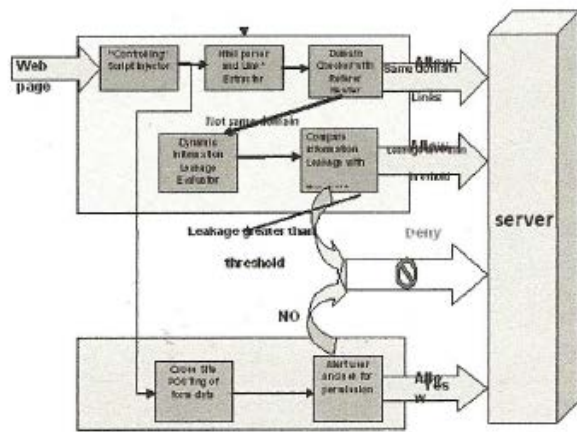 Web
page
"Controlling"
Script Injector
Html parser
and Link
Extractor
Domain
Checker with
Referer
Header
Allow
Same domain
Links
Not same domain
Dynamic
Information
Leakage
Evaluator
Compare
Information
Leakage with
Allow
Leakage less than
threshold
server
Leakage greater than
threshold
Deny
NO
Cross Site
POSTing of
form data
Alert user
and ask for
permission
Allo
w
Yes